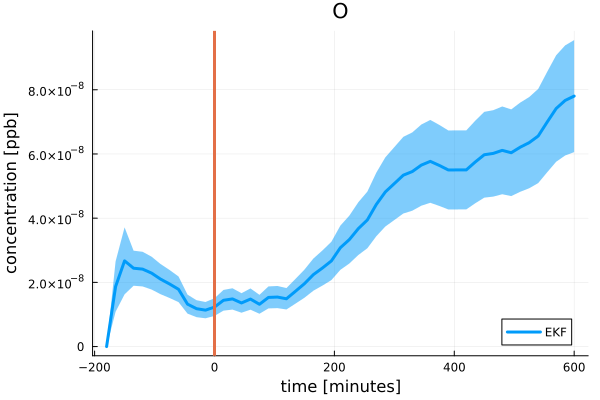 O
concentration [ppb]
8.0×10⁻⁸
6.0×10⁻⁸
4.0×10⁻⁸
2.0×10⁻⁸
0
−200
0
200
400
600
time [minutes]
EKF